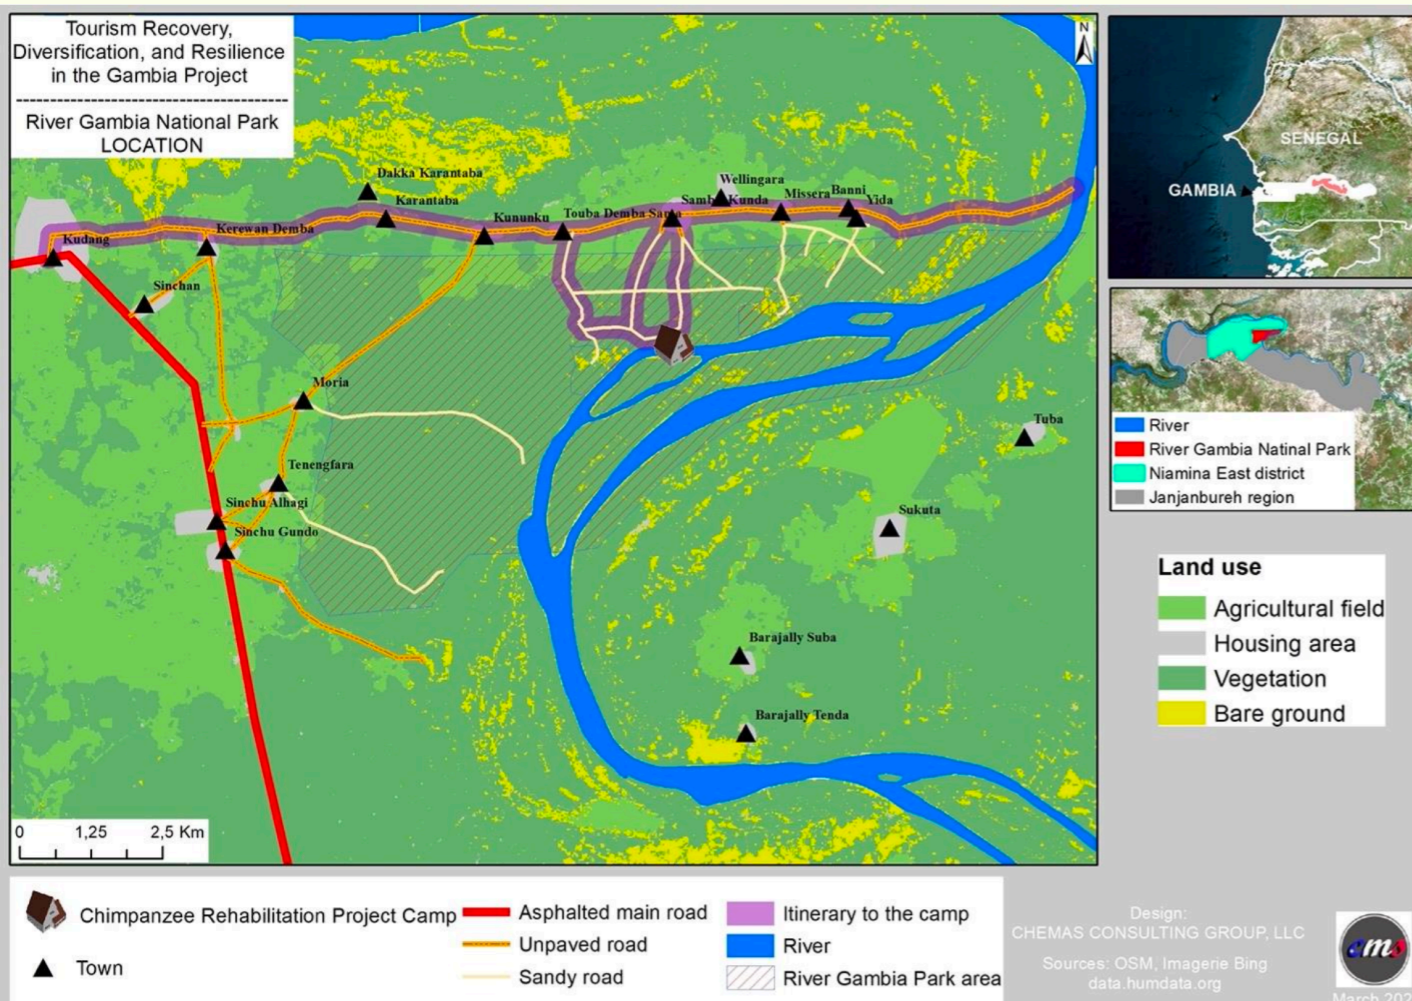 Tourism Recovery,
Diversification, and Resilience
in the Gambia Project
------------------------------------------
River Gambia National Park
LOCATION
N
SENEGAL
GAMBIA
Dakka Karantaba
Karantaba
Wellingara
Samba Kunda
Missera
Banni
Yida
Kununku
Touba Demba Sama
Kudang
Kerewan Demba
Sinchan
Moria
Tuba
Tenengfara
Sinchu Alhagi
Sinchu Gundo
Sukuta
Barajally Suba
Barajally Tenda
0 1,25 2,5 Km
River
River Gambia Natinal Park
Niamina East district
Janjanbureh region
Land use
Agricultural field
Housing area
Vegetation
Bare ground
Chimpanzee Rehabilitation Project Camp
Town
Asphalted main road
Unpaved road
Sandy road
Itinerary to the camp
River
River Gambia Park area
Design:
CHEMAS CONSULTING GROUP, LLC
Sources: OSM, Imagerie Bing
data.humdata.org
cms
March